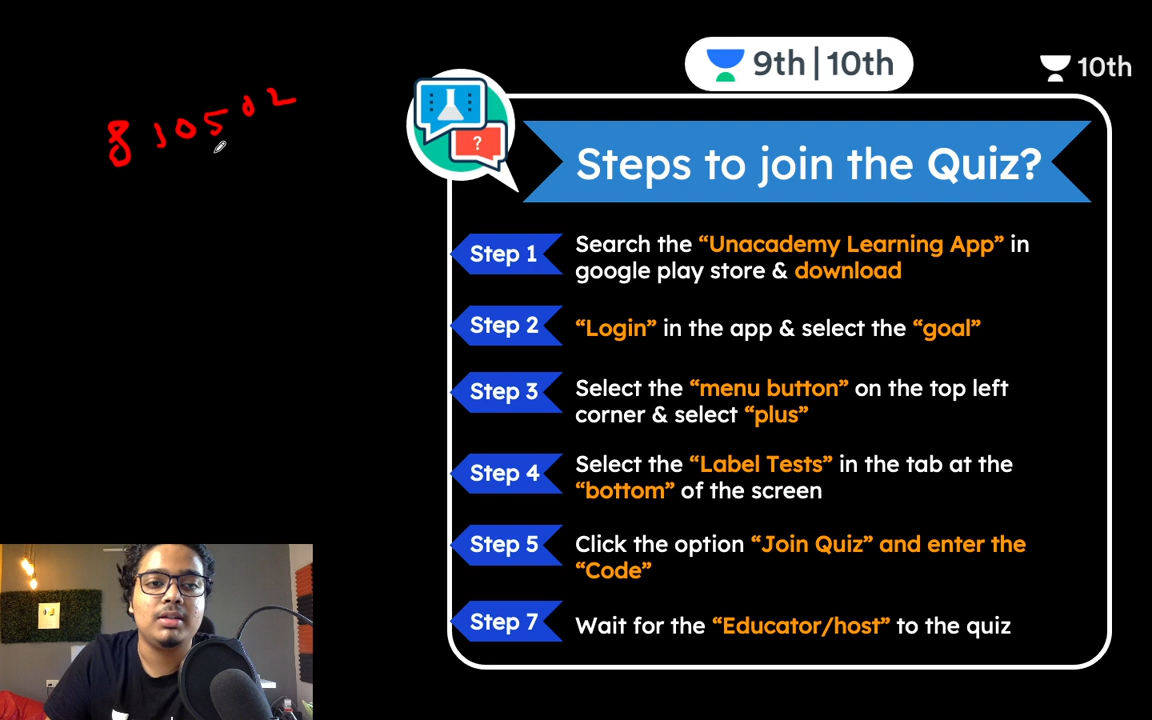 9th | 10th
10th
810502
Steps to join the Quiz?
Step 1
Search the “Unacademy Learning App” in
google play store & download
Step 2
“Login” in the app & select the “goal”
Step 3
Select the “menu button” on the top left
corner & select “plus”
Step 4
Select the “Label Tests” in the tab at the
“bottom” of the screen
Step 5
Click the option “Join Quiz” and enter the
“Code”
Step 7
Wait for the “Educator/host” to the quiz